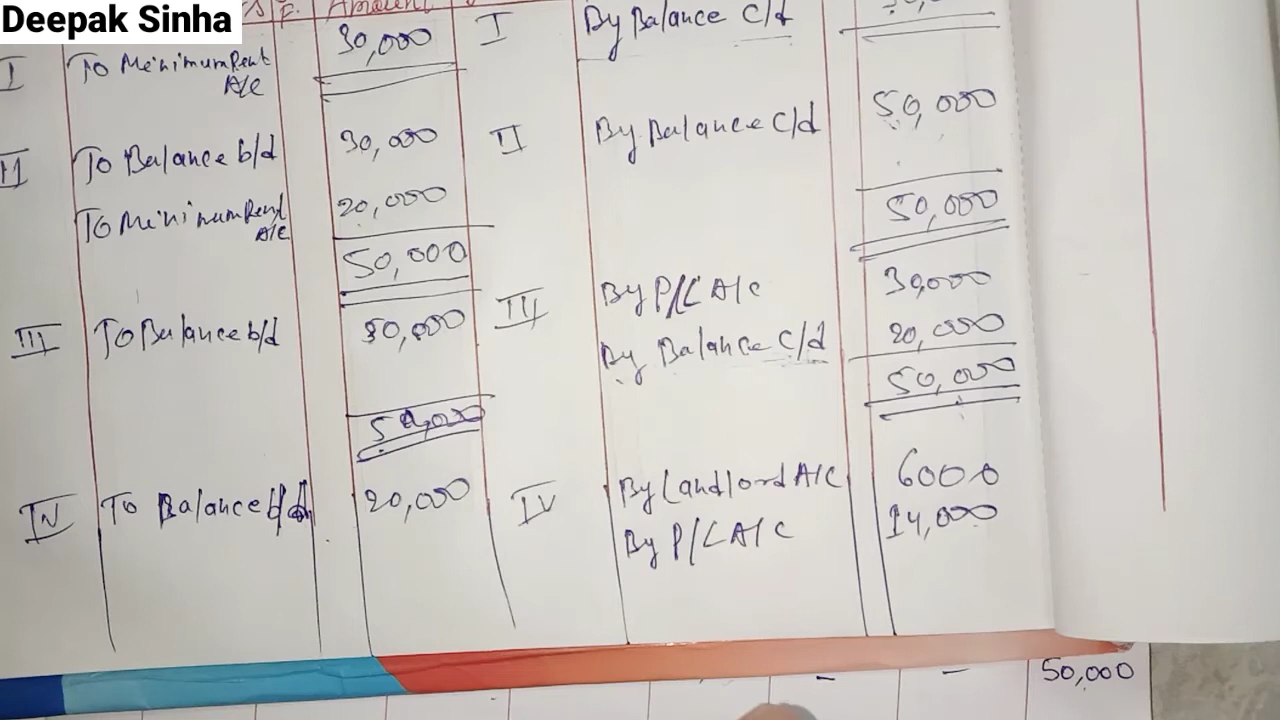 Deepak Sinha
Amount
I To Minimum Rent A/c 30,000 I By Balance C/d
II To Balance b/d 30,000 II By Balance C/d 50,000
To Minimum Rent A/c 20,000 50,000
50,000
III To Balance b/d 50,000 III By P/L A/c 30,000
By Balance C/d 20,000
50,000 50,000
IV To Balance b/d 20,000 IV By Landlord A/C 6000
By P/L A/C 14,000
50,000